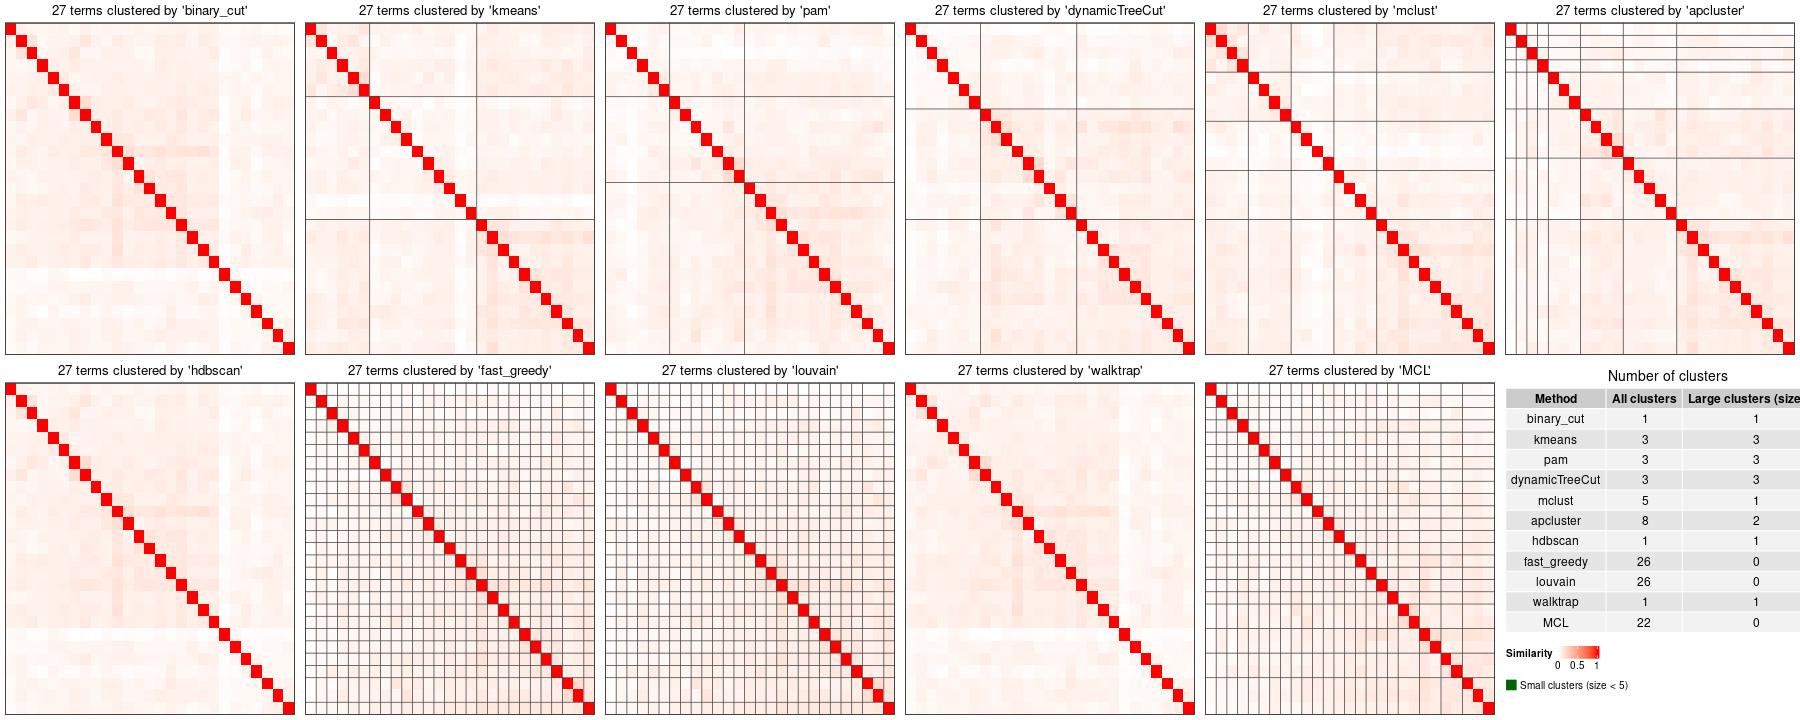 27 terms clustered by 'binary_cut'
27 terms clustered by 'kmeans'
27 terms clustered by 'pam'
27 terms clustered by 'dynamicTreeCut'
27 terms clustered by 'mclust'
27 terms clustered by 'apcluster'
27 terms clustered by 'hdbscan'
27 terms clustered by 'fast_greedy'
27 terms clustered by 'louvain'
27 terms clustered by 'walktrap'
27 terms clustered by 'MCL'
Number of clusters
Method All clusters Large clusters (size
binary_cut 1 1
kmeans 3 3
pam 3 3
dynamicTreeCut 3 3
mclust 5 1
apcluster 8 2
hdbscan 1 1
fast_greedy 26 0
louvain 26 0
walktrap 1 1
MCL 22 0
Similarity
0 0.5 1
Small clusters (size < 5)